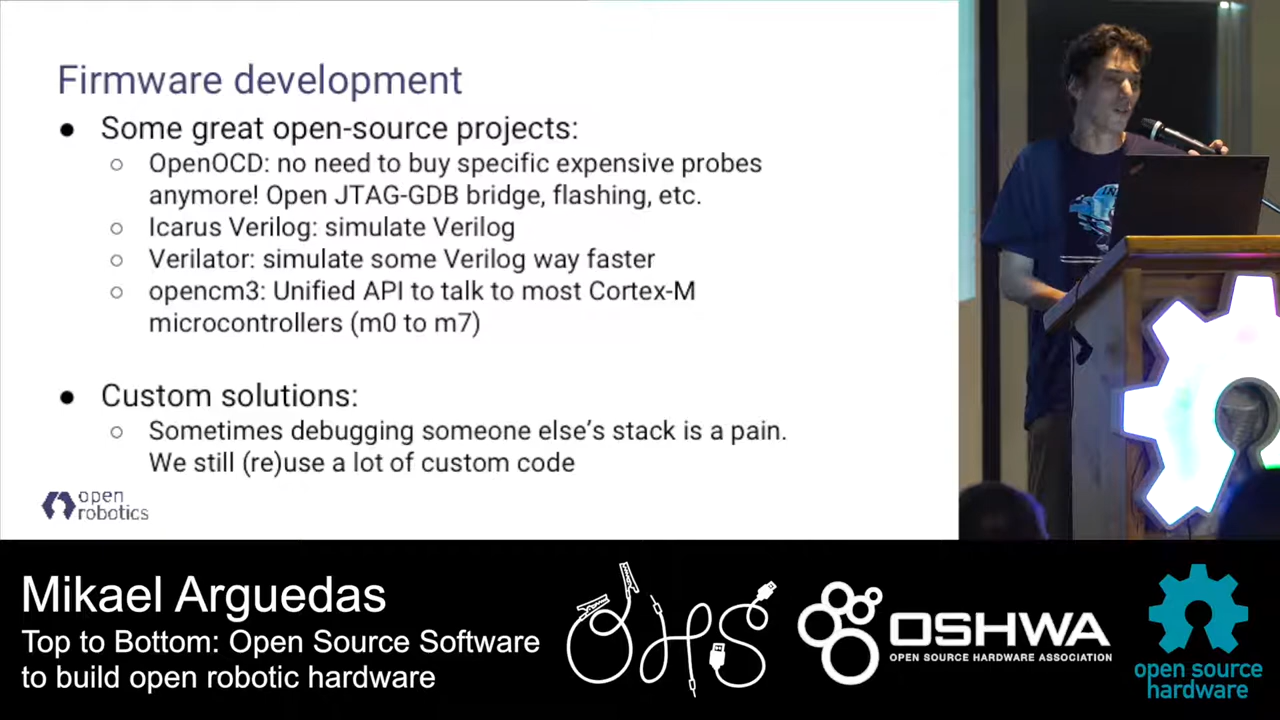 Firmware development
● Some great open-source projects:
○ OpenOCD: no need to buy specific expensive probes
anymore! Open JTAG-GDB bridge, flashing, etc.
○ Icarus Verilog: simulate Verilog
○ Verilator: simulate some Verilog way faster
○ opencm3: Unified API to talk to most Cortex-M
microcontrollers (m0 to m7)
● Custom solutions:
○ Sometimes debugging someone else’s stack is a pain.
We still (re)use a lot of custom code
open
robotics
Mikael Arguedas
Top to Bottom: Open Source Software
to build open robotic hardware
OHS
OSHWA
OPEN SOURCE HARDWARE ASSOCIATION
open source
hardware